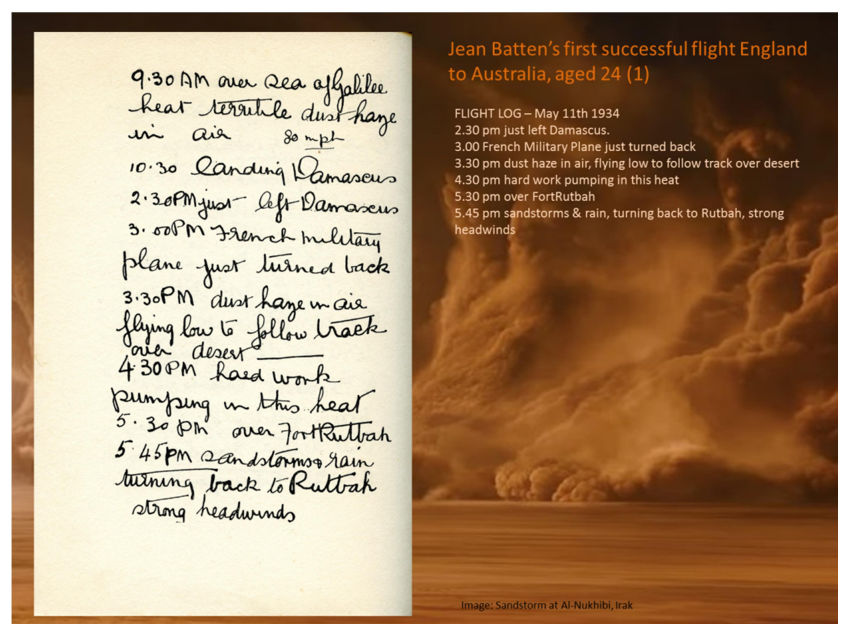 9.30 AM over Sea of Galilee
heat terrible dust haze
in air 80 mph
10.30 landing Damascus
2.30PM just left Damascus
3.00PM French military
plane just turned back
3.30PM dust haze in air
flying low to follow track
over desert
4.30PM hard work
pumping in this heat
5.30 pm over Fort Rutbah
5.45PM sandstorms & rain
turning back to Rutbah
strong headwinds
Jean Batten's first successful flight England
to Australia, aged 24 (1)
FLIGHT LOG – May 11th 1934
2.30 pm just left Damascus.
3.00 French Military Plane just turned back
3.30 pm dust haze in air, flying low to follow track over desert
4.30 pm hard work pumping in this heat
5.30 pm over FortRutbah
5.45 pm sandstorms & rain, turning back to Rutbah, strong
headwinds
Image: Sandstorm at Al-Nukhibi, Irak